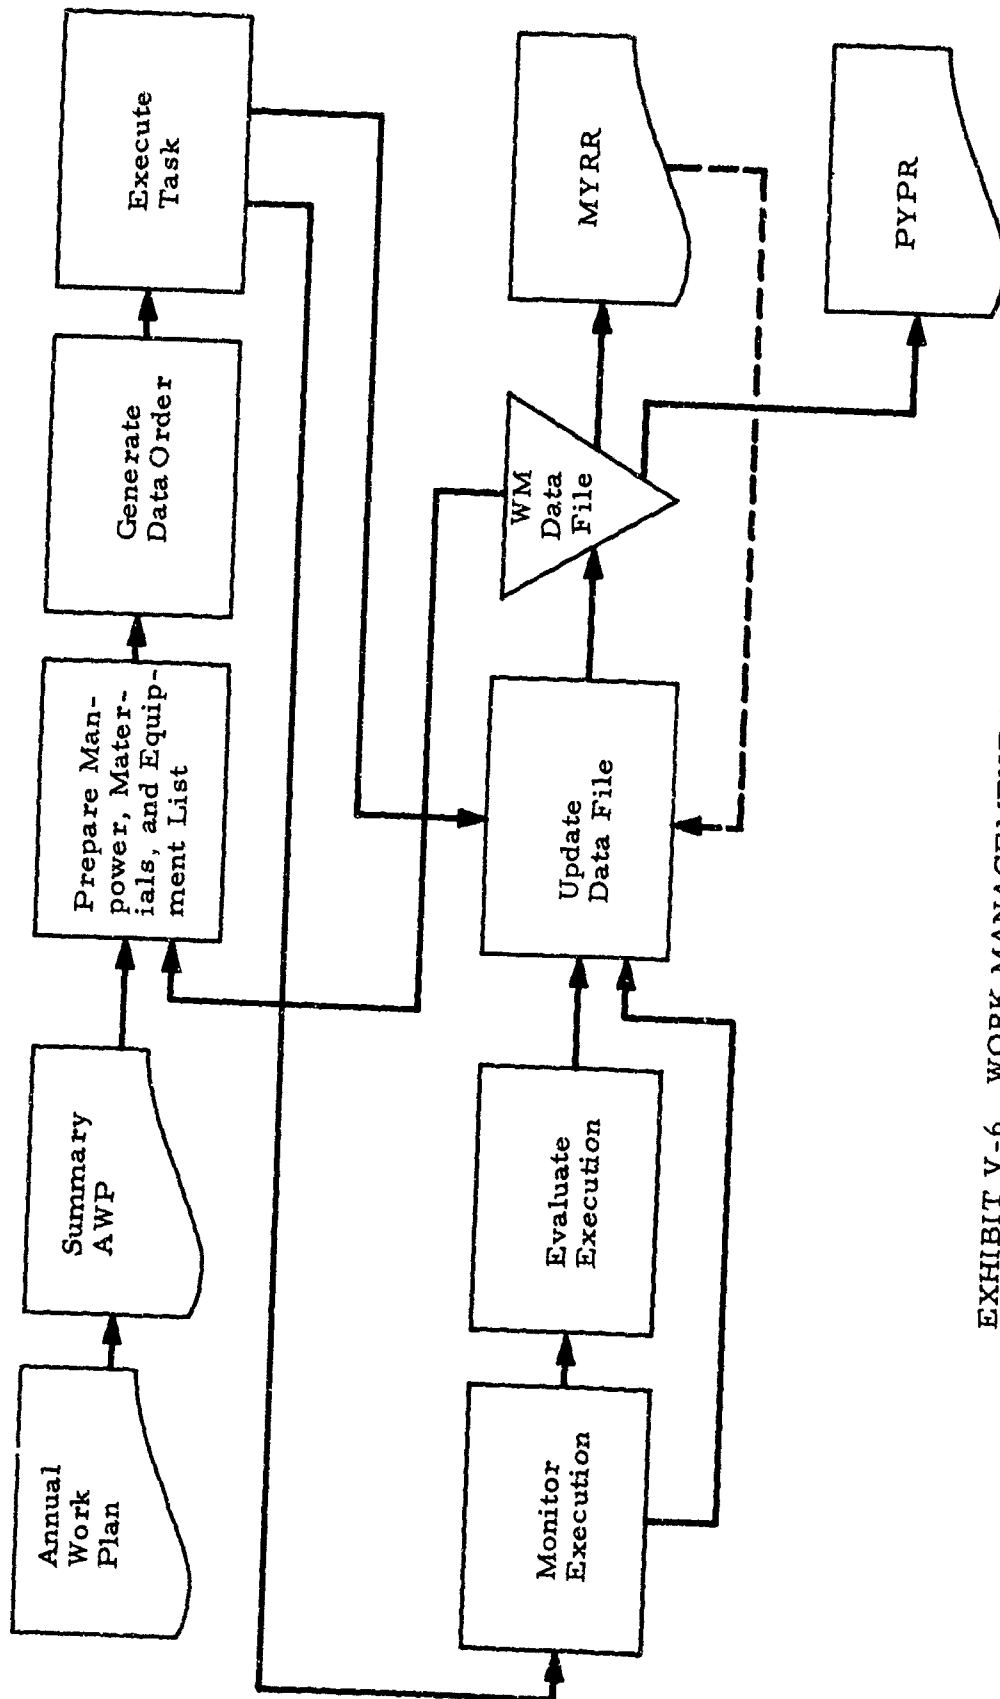 Annual
Work
Plan
Summary
AWP
Prepare Man-
power, Mater-
ials, and Equip-
ment List
Generate
Data Order
Execute
Task
Monitor
Execution
Evaluate
Execution
Update
Data File
WM
Data
File
MYRR
PYPR
EXHIBIT V-6 WORK MANAGEMENT